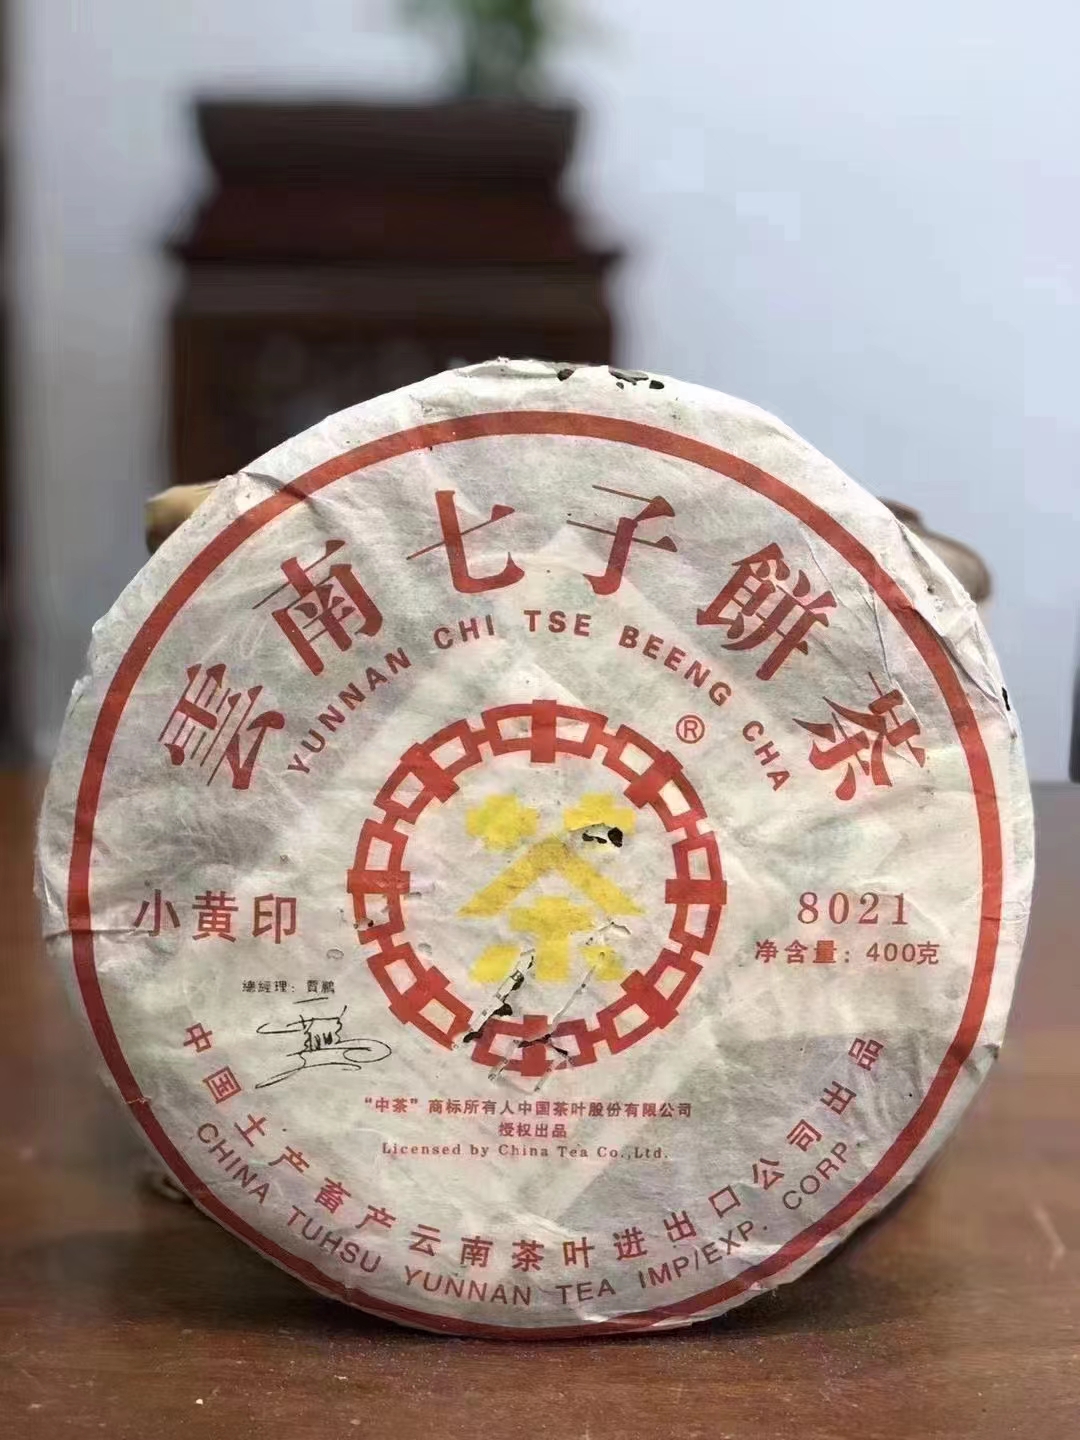 雲南七子餅茶
YUNNAN CHI TSE BEENG CHA
®
茶
小黄印
8021
净含量：400克
總經理：賈鵬
“中茶”商标所有人中国茶叶股份有限公司
授权出品
Licensed by China Tea Co.,Ltd.
中国土产畜产云南茶叶进出口公司出品
CHINA TUHSU YUNNAN TEA IMP/EXP. CORP.